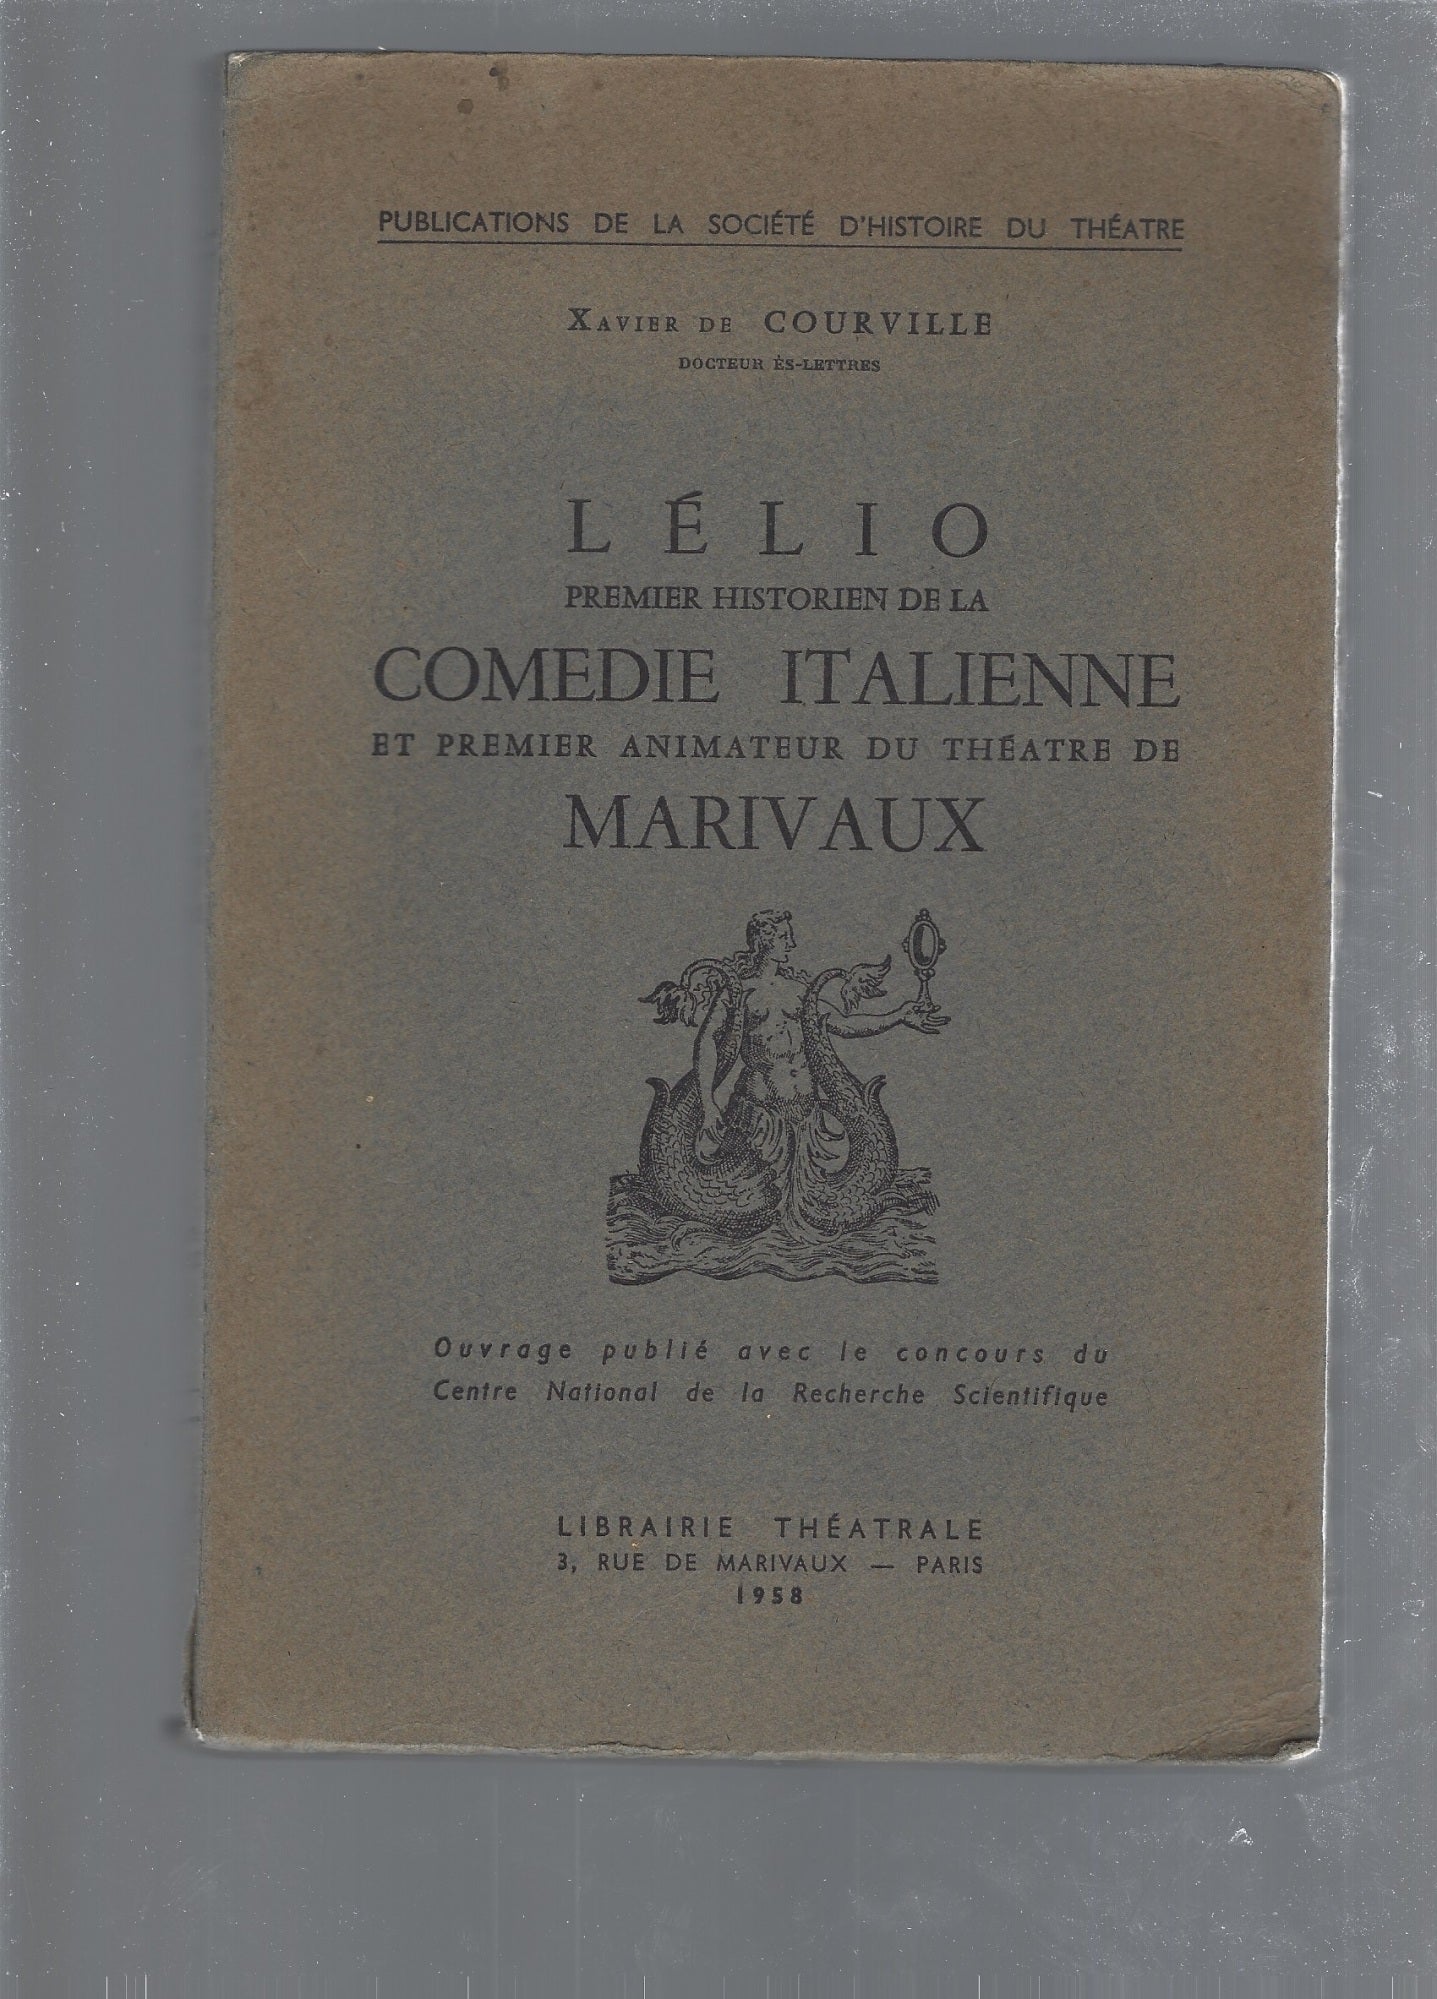 PUBLICATIONS DE LA SOCIÉTÉ D'HISTOIRE DU THÉATRE
XAVIER DE COURVILLE
DOCTEUR ÈS-LETTRES
LÉLIO
PREMIER HISTORIEN DE LA
COMEDIE ITALIENNE
ET PREMIER ANIMATEUR DU THÉATRE DE
MARIVAUX
Ouvrage publié avec le concours du
Centre National de la Recherche Scientifique
LIBRAIRIE THÉATRALE
3, RUE DE MARIVAUX — PARIS
1958